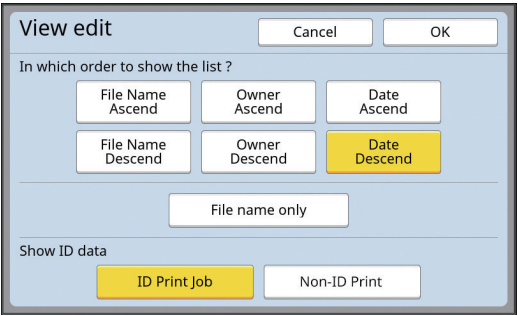 View edit
Cancel
OK
In which order to show the list ?
File Name
Ascend
Owner
Ascend
Date
Ascend
File Name
Descend
Owner
Descend
Date
Descend
File name only
Show ID data
ID Print Job
Non-ID Print